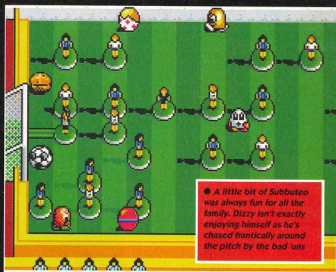 ● A little bit of Subbuteo
was always fun for all the
family. Dizzy isn't exactly
enjoying himself as he's
chased frantically around
the pitch by the bad 'uns